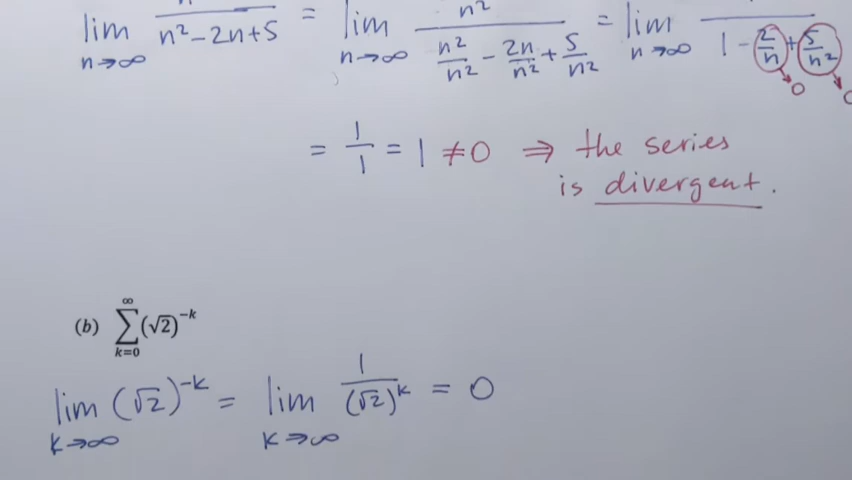 lim n→∞ n²-2n+5 = lim n→∞ n² / (n²/n² - 2n/n² + 5/n²) = lim n→∞ 1 - 2/n + 5/n² → 0 → 0
= 1/1 = 1 ≠ 0 ⇒ the series
is divergent.
(b) ∑_{k=0}^{∞} (√2)^{-k}
lim k→∞ (√2)^{-k} = lim k→∞ 1/(√2)^k = 0